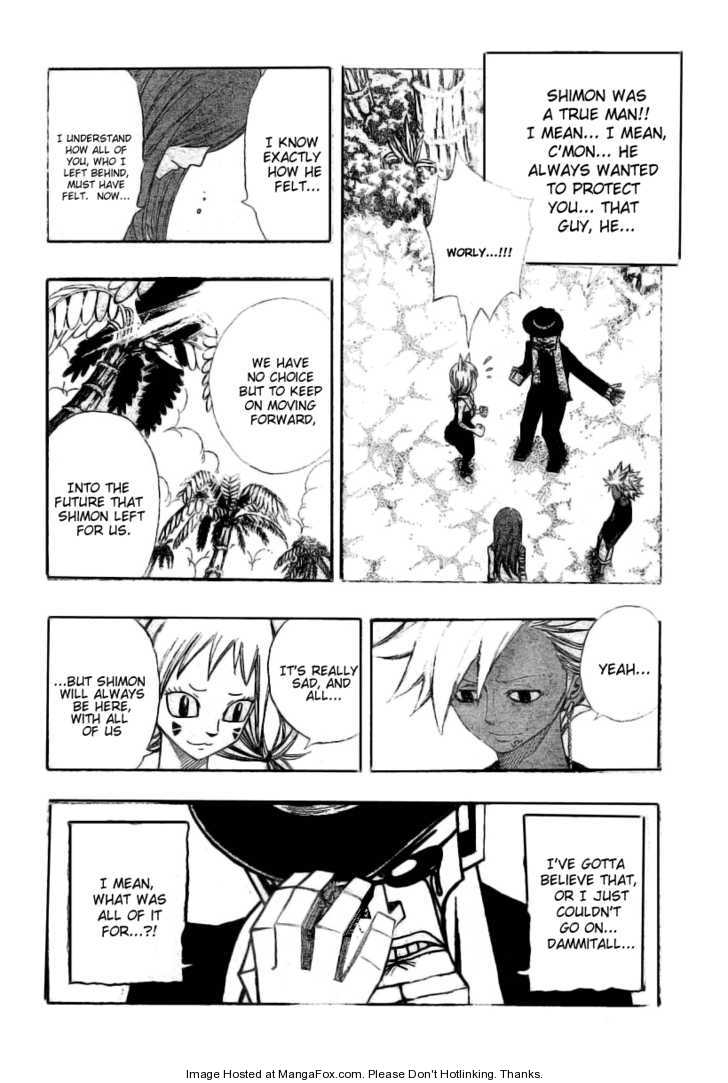 SHIMON WAS
A TRUE MAN!!
I MEAN... I MEAN,
C'MON... HE
ALWAYS WANTED
TO PROTECT
YOU... THAT
GUY, HE...
WORLY...!!!
I KNOW
EXACTLY
HOW HE
FELT...
I UNDERSTAND
HOW ALL OF
YOU, WHO I
LEFT BEHIND,
MUST HAVE
FELT. NOW...
WE HAVE
NO CHOICE
BUT TO KEEP
ON MOVING
FORWARD,
INTO THE
FUTURE THAT
SHIMON LEFT
FOR US.
YEAH...
IT'S REALLY
SAD, AND
ALL...
...BUT SHIMON
WILL ALWAYS
BE HERE,
WITH ALL
OF US
I'VE GOTTA
BELIEVE THAT,
OR I JUST
COULDN'T
GO ON...
DAMMITALL...
I MEAN,
WHAT WAS
ALL OF IT
FOR...?!
Image Hosted at MangaFox.com. Please Don't Hotlinking. Thanks.